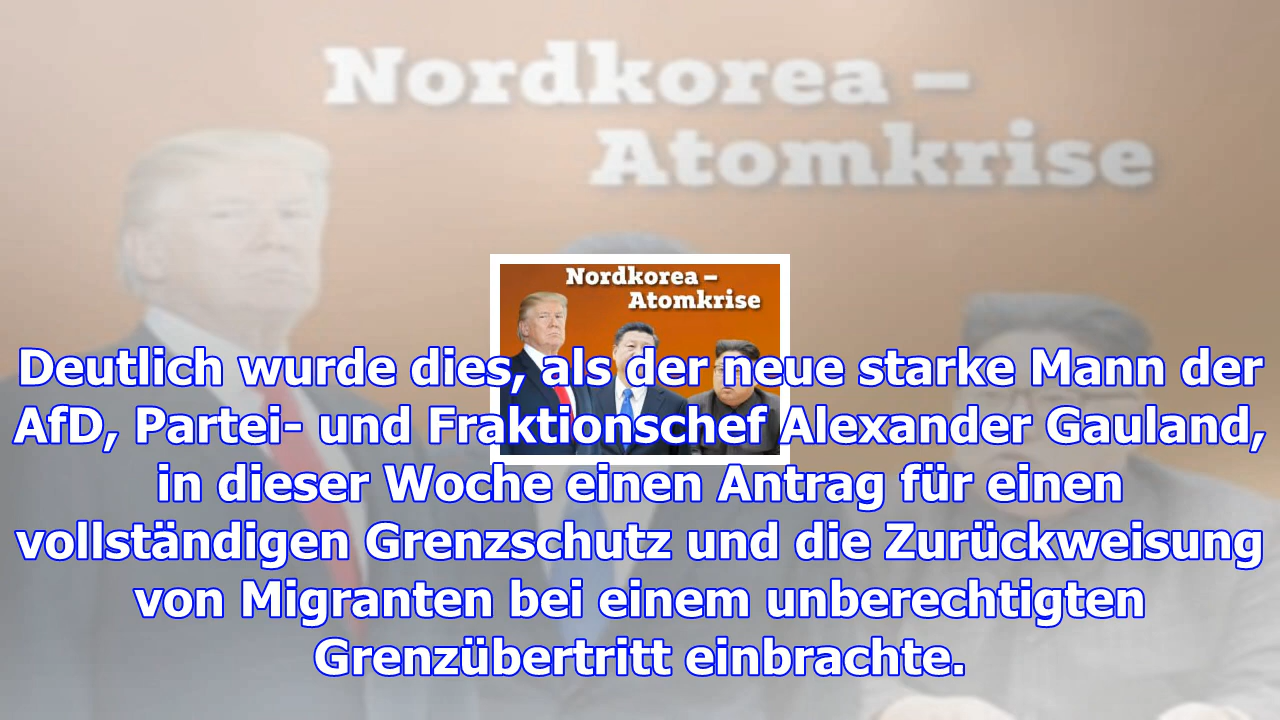 Nordkorea –
Atomkrise
Nordkorea –
Atomkrise
Deutlich wurde dies, als der neue starke Mann der
AfD, Partei- und Fraktionschef Alexander Gauland,
in dieser Woche einen Antrag für einen
vollständigen Grenzschutz und die Zurückweisung
von Migranten bei einem unberechtigten
Grenzübertritt einbrachte.